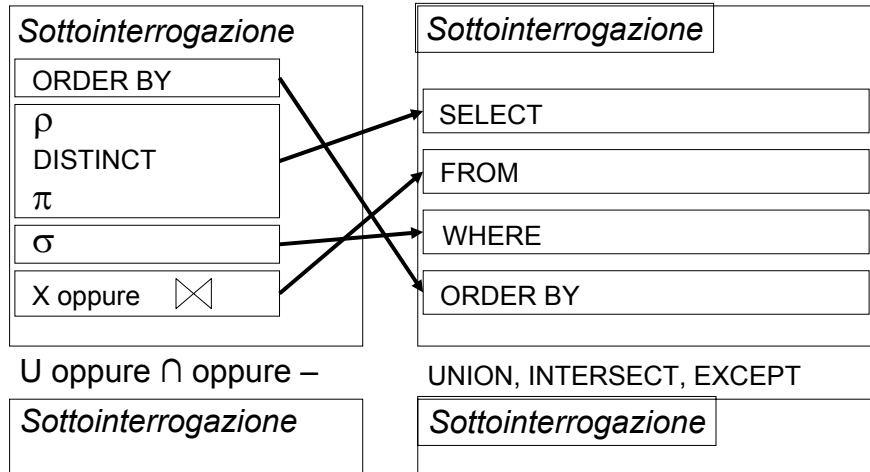 Sottointerrogazione
ORDER BY
ρ
DISTINCT
π
σ
X oppure ⋈
U oppure ∩ oppure –
Sottointerrogazione
Sottointerrogazione
SELECT
FROM
WHERE
ORDER BY
UNION, INTERSECT, EXCEPT
Sottointerrogazione